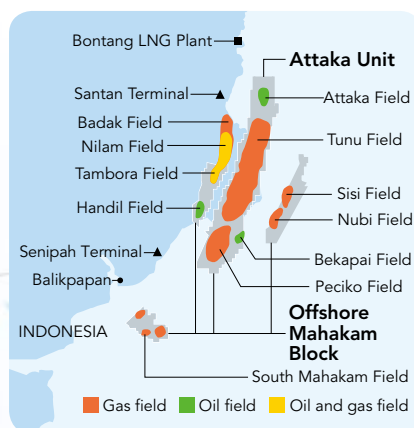 Bontang LNG Plant
Attaka Unit
Santan Terminal
Attaka Field
Badak Field
Tunu Field
Nilam Field
Tambora Field
Sisi Field
Handil Field
Nubi Field
Senipah Terminal
Bekapai Field
Balikpapan
Peciko Field
INDONESIA
Offshore
Mahakam
Block
South Mahakam Field
Gas field
Oil field
Oil and gas field